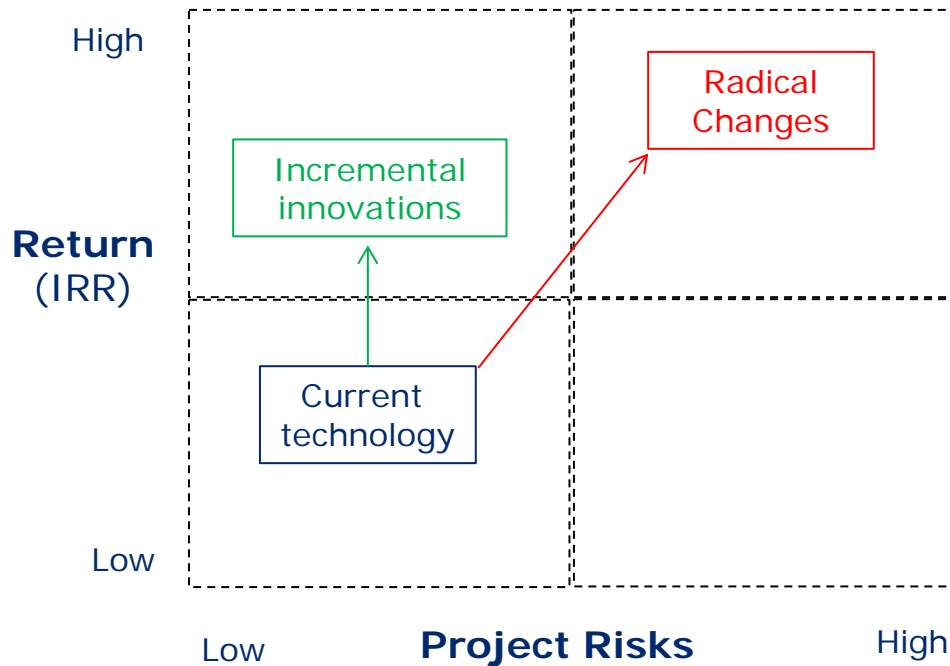 High
Radical
Changes
Incremental
innovations
Return
(IRR)
Current
technology
Low
Low
Project Risks
High